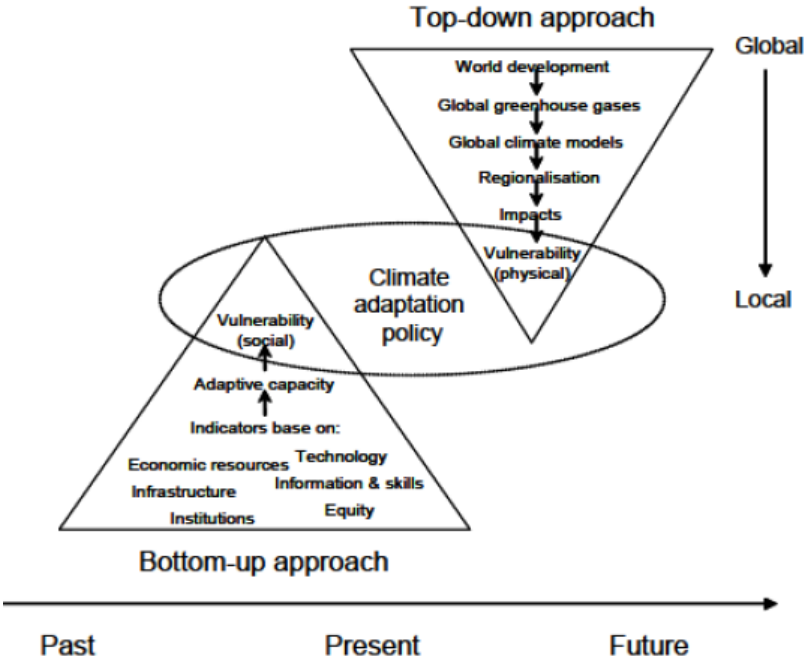 Top-down approach
Global
World development
Global greenhouse gases
Global climate models
Regionalisation
Impacts
Vulnerability
(physical)
Local
Climate
adaptation
policy
Vulnerability
(social)
Adaptive capacity
Indicators base on:
Economic resources
Technology
Infrastructure
Information & skills
Institutions
Equity
Bottom-up approach
Past
Present
Future